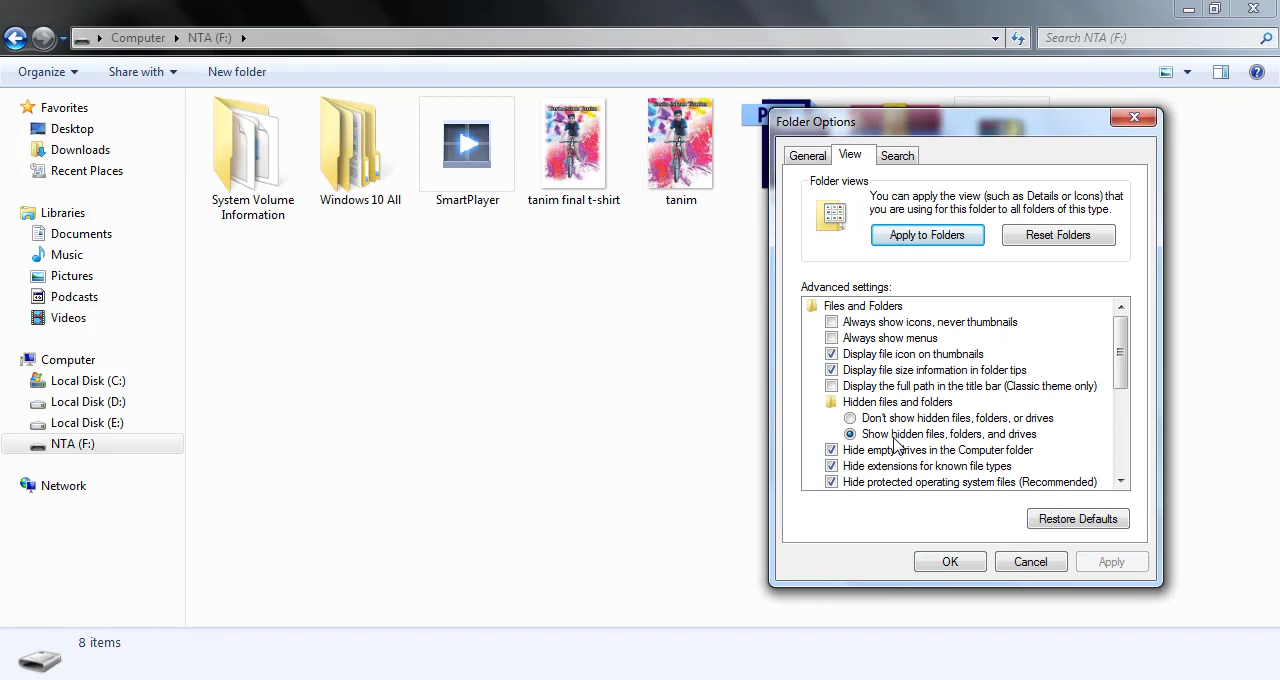 Computer NTA (F:)
Search NTA (F:)
Organize Share with New folder
Favorites
Desktop
Downloads
Recent Places
Libraries
Documents
Music
Pictures
Podcasts
Videos
Computer
Local Disk (C:)
Local Disk (D:)
Local Disk (E:)
NTA (F:)
Network
System Volume
Information
Windows 10 All
SmartPlayer
tanim final t-shirt
tanim
Folder Options
General View Search
Folder views
You can apply the view (such as Details or Icons) that
you are using for this folder to all folders of this type.
Apply to Folders Reset Folders
Advanced settings:
Files and Folders
Always show icons, never thumbnails
Always show menus
Display file icon on thumbnails
Display file size information in folder tips
Display the full path in the title bar (Classic theme only)
Hidden files and folders
Don't show hidden files, folders, or drives
Show hidden files, folders, and drives
Hide empty drives in the Computer folder
Hide extensions for known file types
Hide protected operating system files (Recommended)
Restore Defaults
OK Cancel Apply
8 items